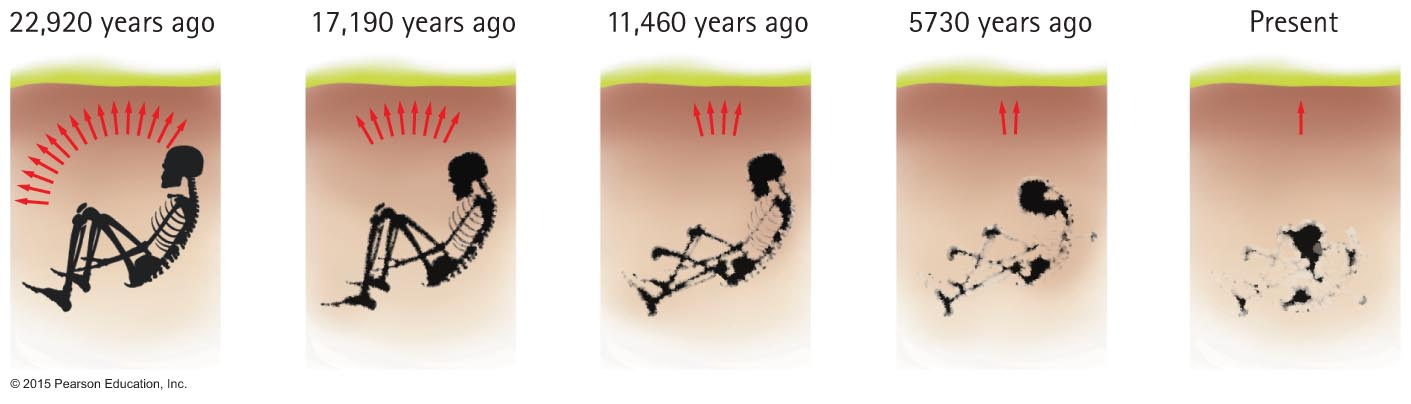 22,920 years ago
17,190 years ago
11,460 years ago
5730 years ago
Present
© 2015 Pearson Education, Inc.